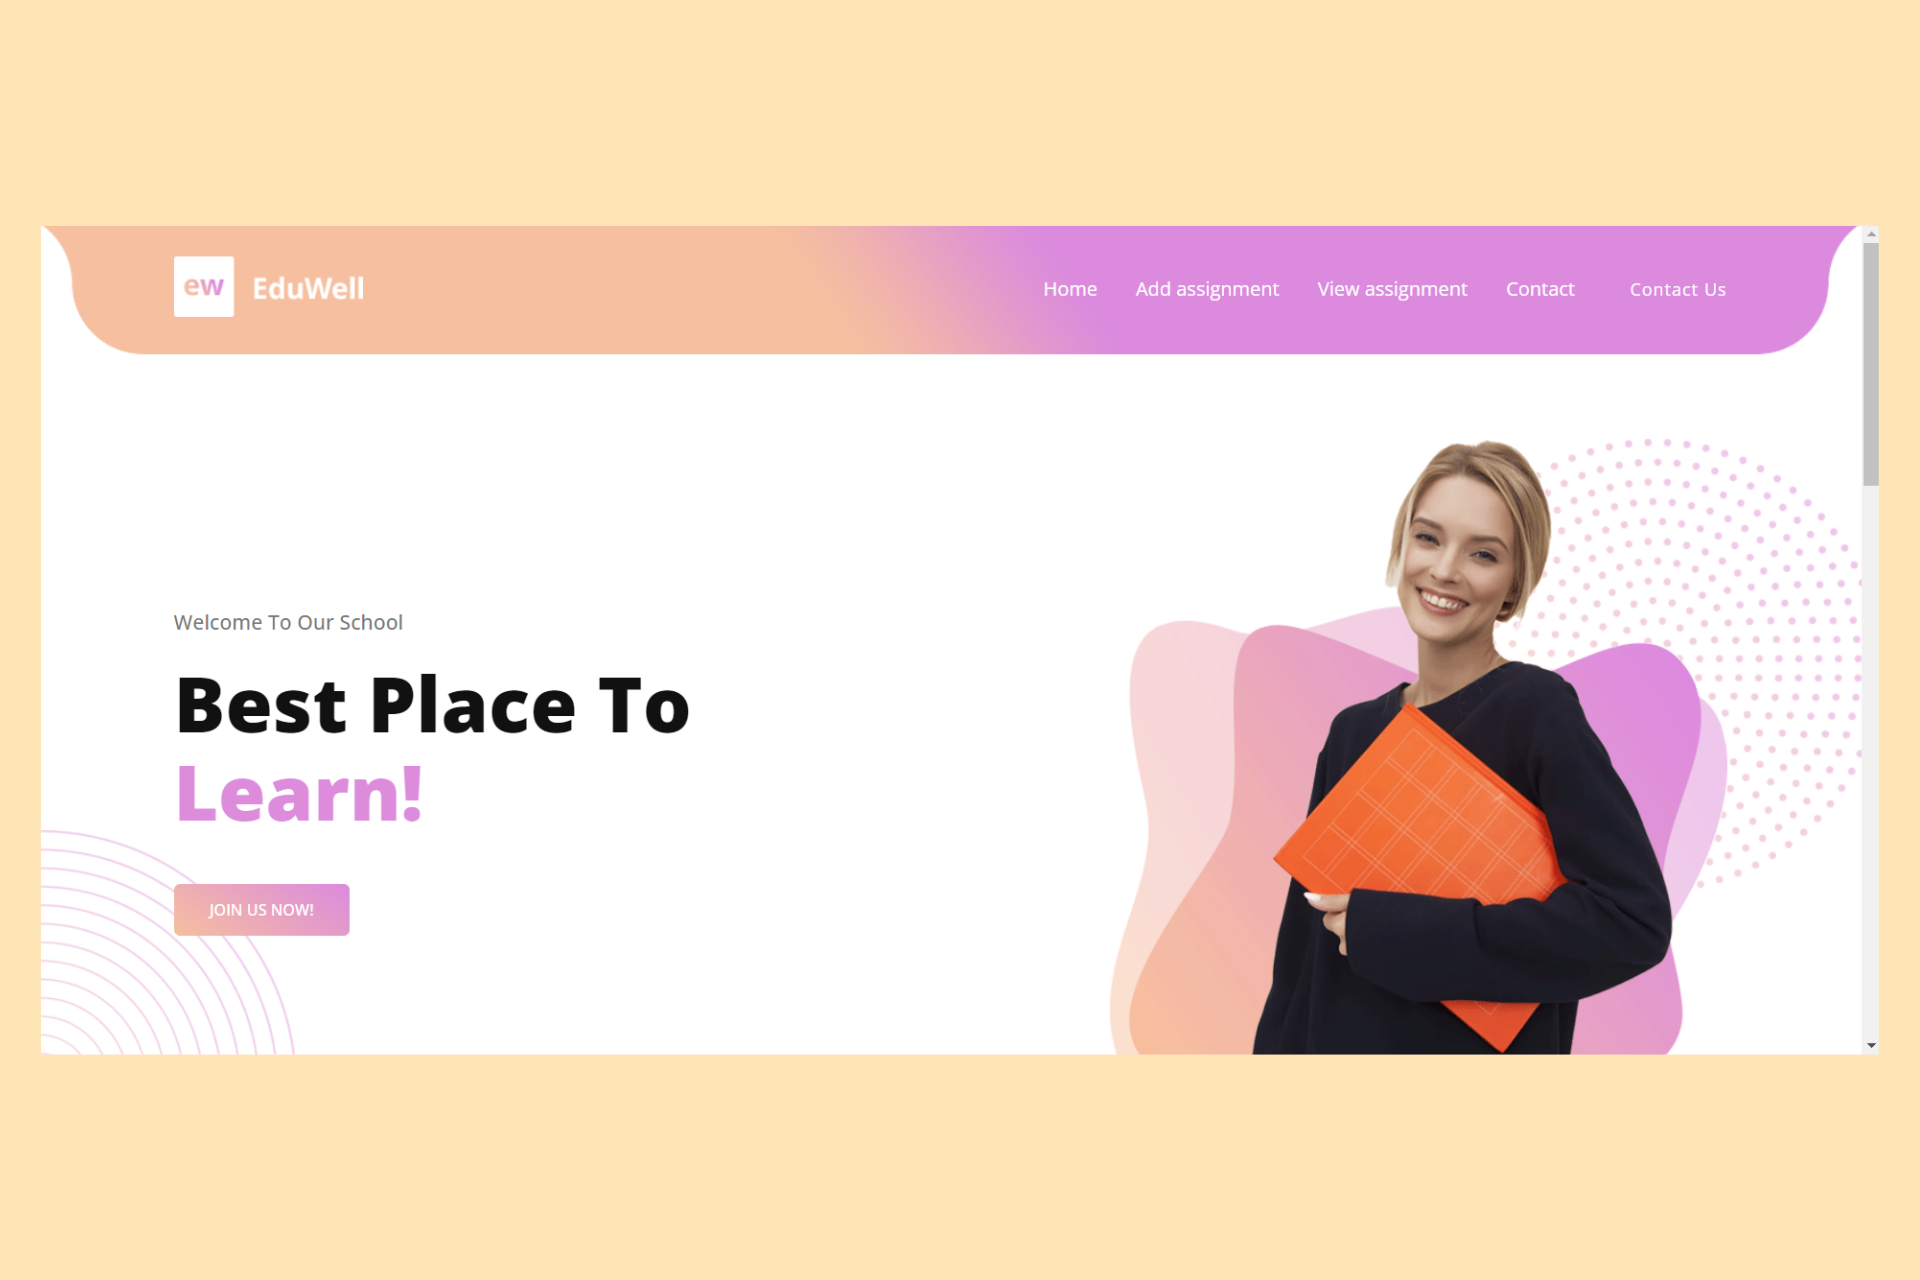 ew EduWell
Home Add assignment View assignment Contact Contact Us
Welcome To Our School
Best Place To
Learn!
JOIN US NOW!